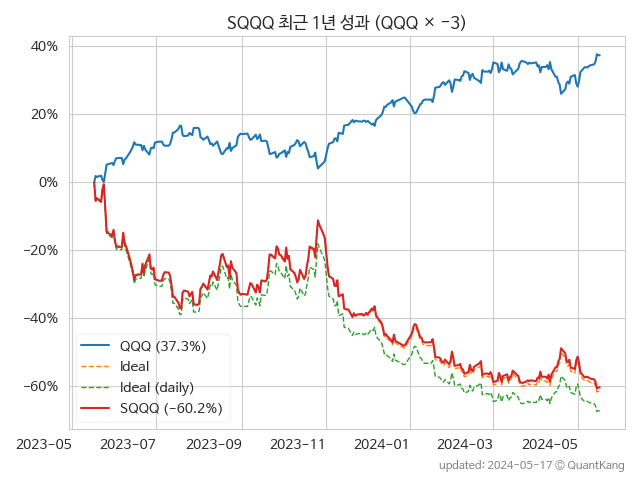 SQQQ 최근 1년 성과 (QQQ × −3)
40%
20%
0%
−20%
−40%
−60%
QQQ (37.3%)
Ideal
Ideal (daily)
SQQQ (−60.2%)
2023-05 2023-07 2023-09 2023-11 2024-01 2024-03 2024-05
updated: 2024-05-17 © QuantKang